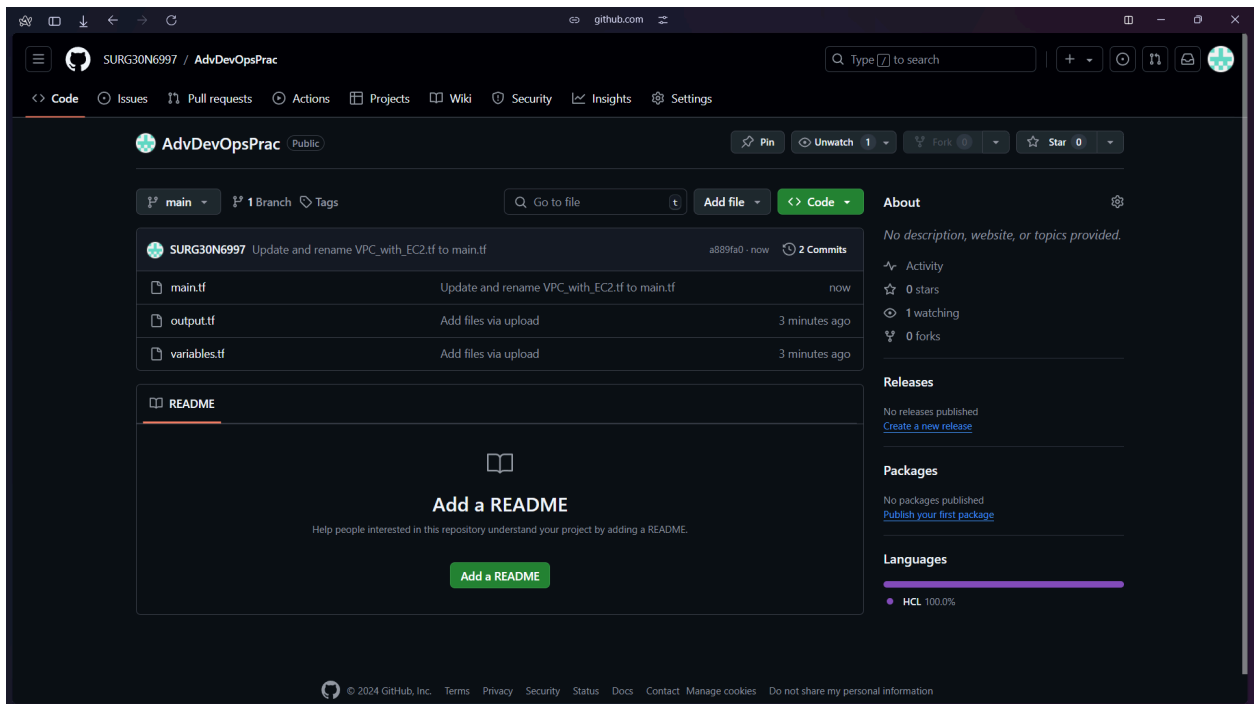 github.com
SURG30N6997 / AdvDevOpsPrac
Type / to search
Code Issues Pull requests Actions Projects Wiki Security Insights Settings
AdvDevOpsPrac Public
Pin Unwatch 1 Fork 0 Star 0
main 1 Branch Tags Go to file t Add file Code
SURG30N6997 Update and rename VPC_with_EC2.tf to main.tf a889fa0 · now 2 Commits
main.tf Update and rename VPC_with_EC2.tf to main.tf now
output.tf Add files via upload 3 minutes ago
variables.tf Add files via upload 3 minutes ago
README
Add a README
Help people interested in this repository understand your project by adding a README.
Add a README
About
No description, website, or topics provided.
Activity
0 stars
1 watching
0 forks
Releases
No releases published
Create a new release
Packages
No packages published
Publish your first package
Languages
HCL 100.0%
© 2024 GitHub, Inc. Terms Privacy Security Status Docs Contact Manage cookies Do not share my personal information